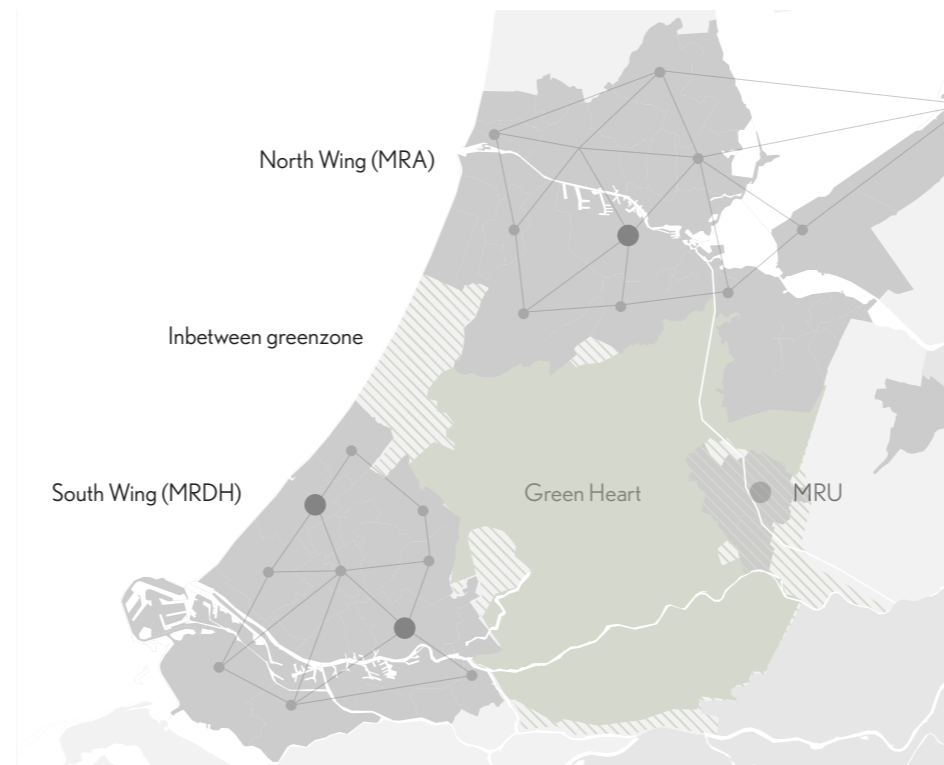 North Wing (MRA)
Inbetween greenzone
South Wing (MRDH)
Green Heart
MRU